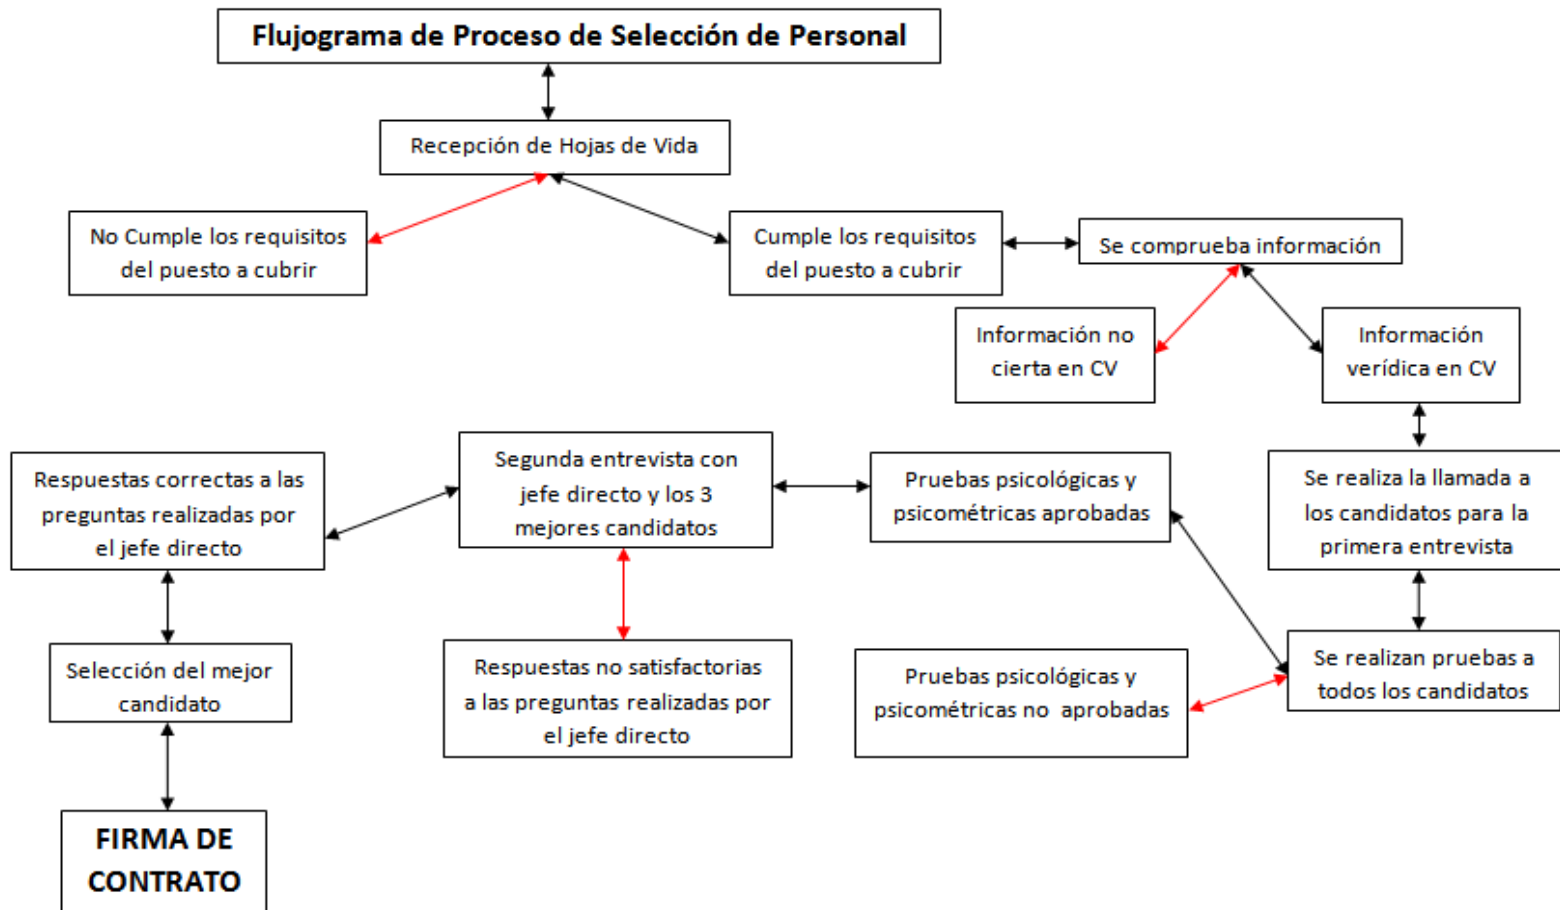 Flujograma de Proceso de Selección de Personal
Recepción de Hojas de Vida
No Cumple los requisitos
del puesto a cubrir
Cumple los requisitos
del puesto a cubrir
Se comprueba información
Información no
cierta en CV
Información
verídica en CV
Se realiza la llamada a
los candidatos para la
primera entrevista
Se realizan pruebas a
todos los candidatos
Pruebas psicológicas y
psicométricas no aprobadas
Pruebas psicológicas y
psicométricas aprobadas
Segunda entrevista con
jefe directo y los 3
mejores candidatos
Respuestas no satisfactorias
a las preguntas realizadas por
el jefe directo
Respuestas correctas a las
preguntas realizadas por
el jefe directo
Selección del mejor
candidato
FIRMA DE
CONTRATO